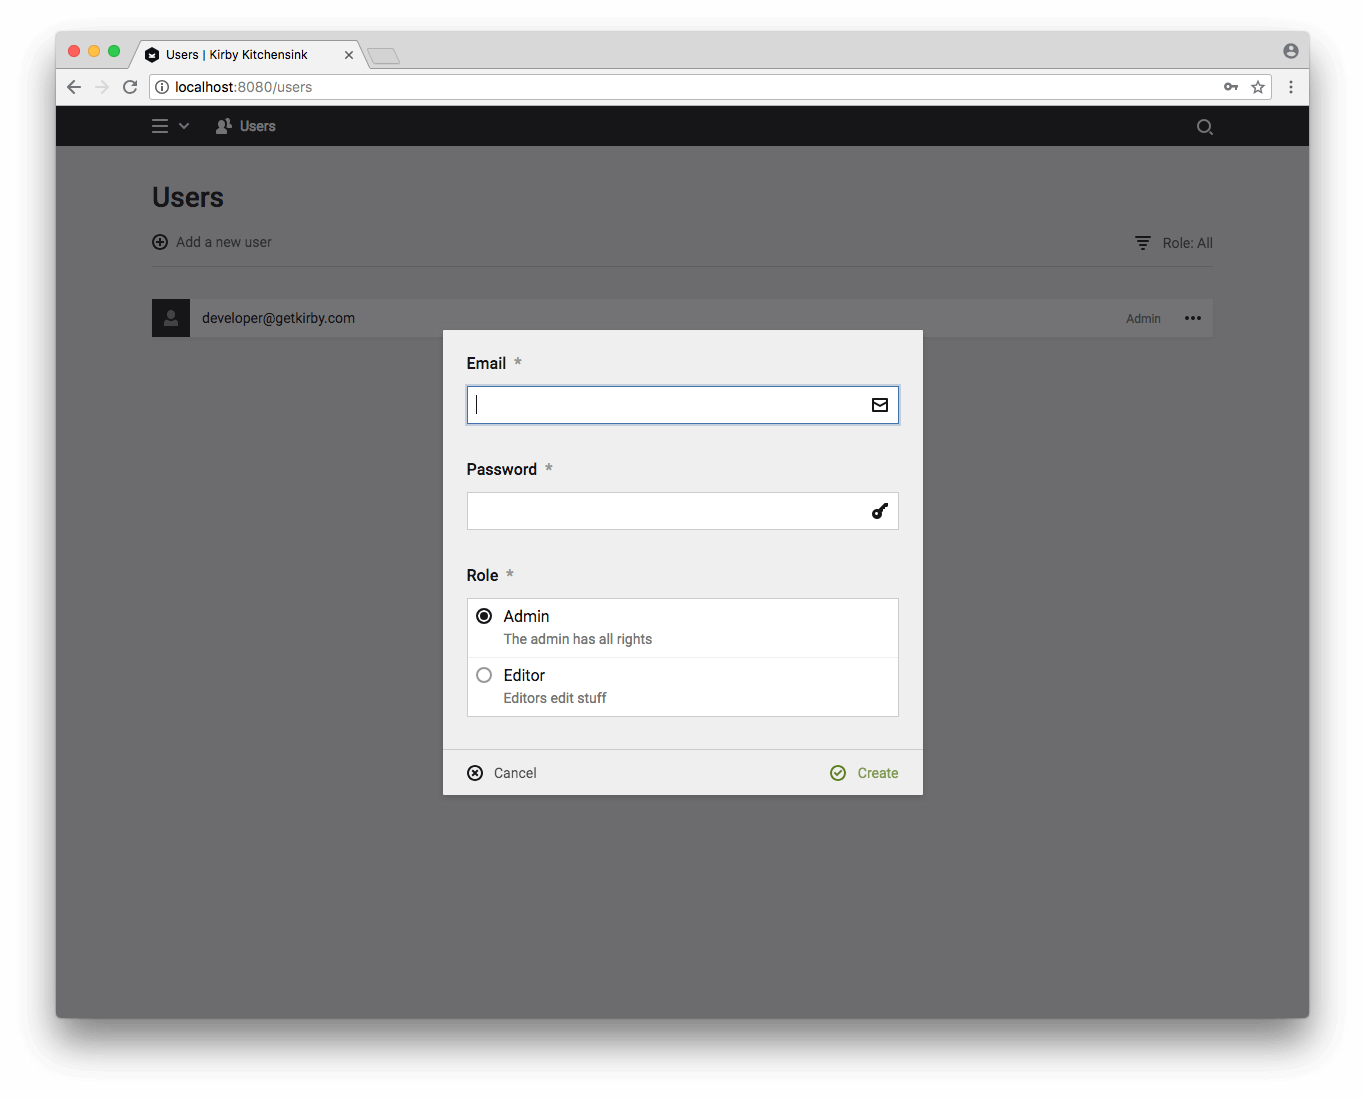 Users | Kirby Kitchensink
localhost:8080/users
Users
Users
Add a new user
Role: All
developer@getkirby.com
Admin
Email *
Password *
Role *
Admin
The admin has all rights
Editor
Editors edit stuff
Cancel
Create